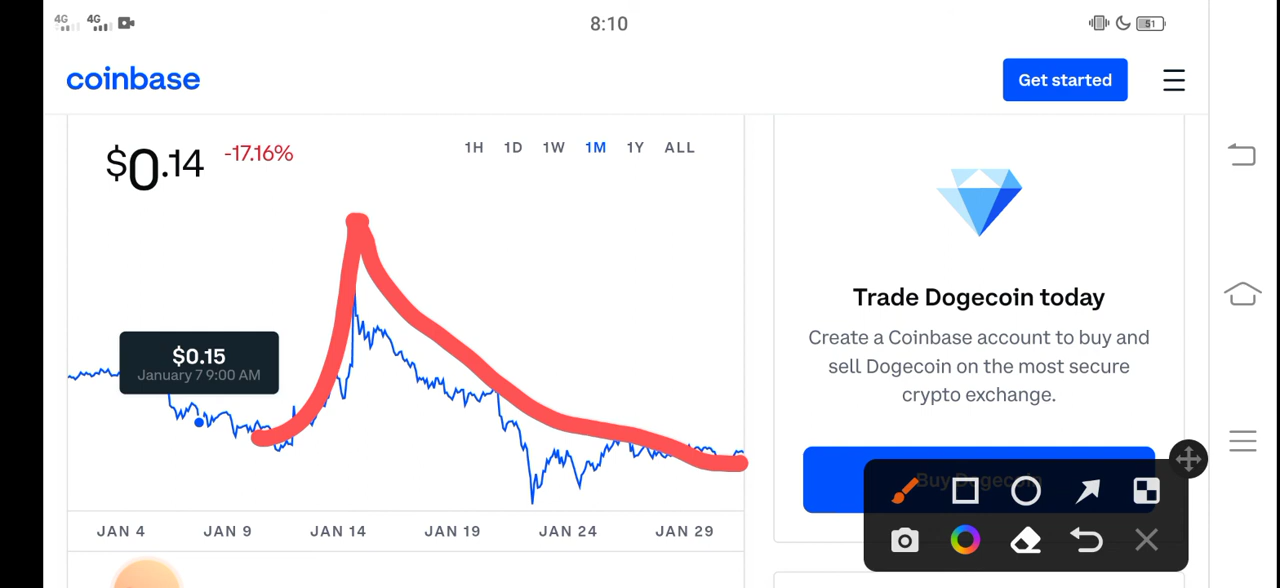 4G 4G 8:10 51
coinbase
Get started
$0.14 -17.16%
1H 1D 1W 1M 1Y ALL
$0.15
January 7 9:00 AM
JAN 4 JAN 9 JAN 14 JAN 19 JAN 24 JAN 29
Trade Dogecoin today
Create a Coinbase account to buy and
sell Dogecoin on the most secure
crypto exchange.
Buy Dogecoin